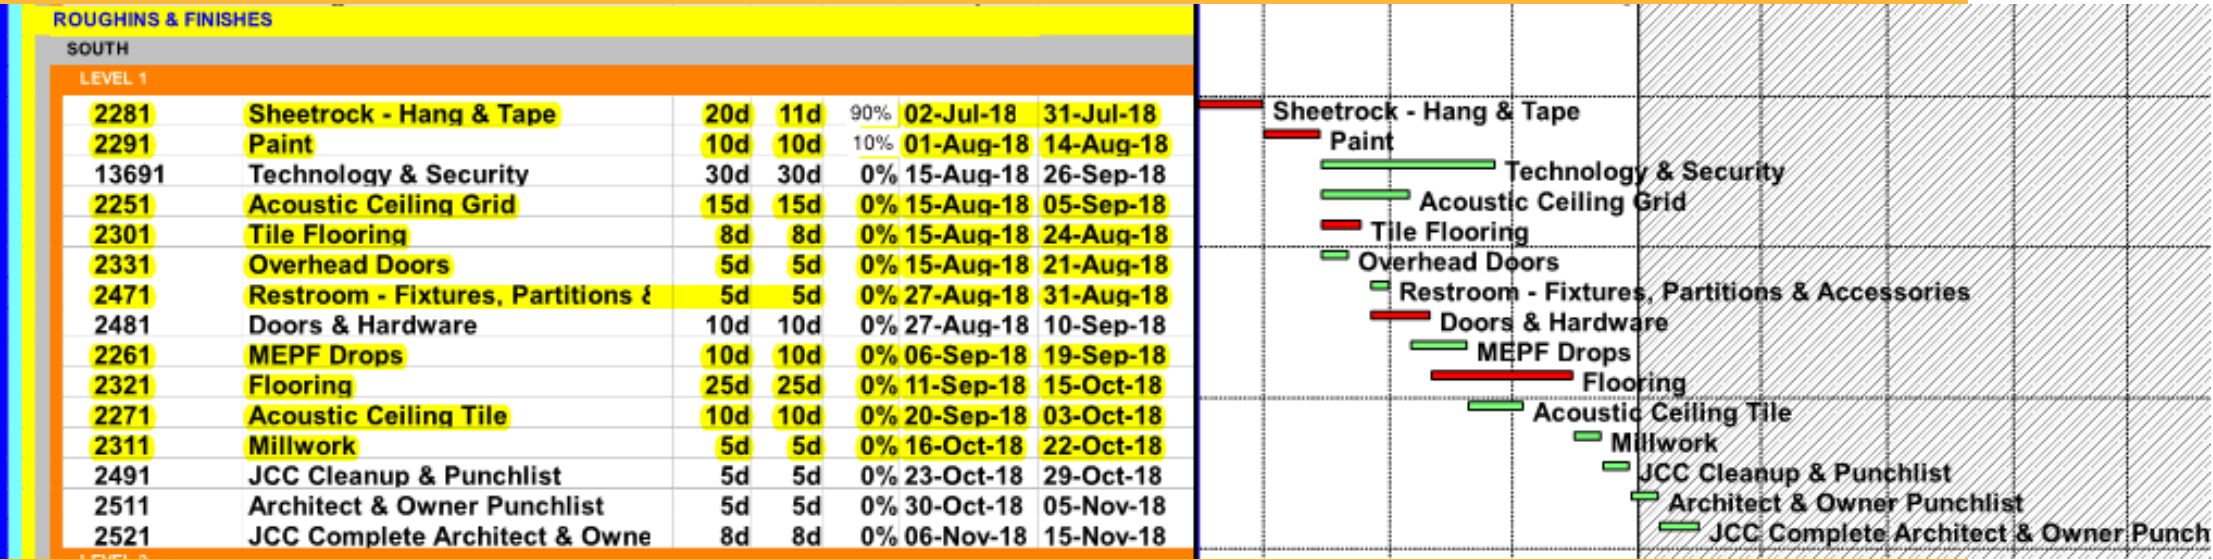 ROUGHINS & FINISHES
SOUTH
LEVEL 1
2281 Sheetrock - Hang & Tape 20d 11d 90% 02-Jul-18 31-Jul-18 Sheetrock - Hang & Tape
2291 Paint 10d 10d 10% 01-Aug-18 14-Aug-18 Paint
13691 Technology & Security 30d 30d 0% 15-Aug-18 26-Sep-18 Technology & Security
2251 Acoustic Ceiling Grid 15d 15d 0% 15-Aug-18 05-Sep-18 Acoustic Ceiling Grid
2301 Tile Flooring 8d 8d 0% 15-Aug-18 24-Aug-18 Tile Flooring
2331 Overhead Doors 5d 5d 0% 15-Aug-18 21-Aug-18 Overhead Doors
2471 Restroom - Fixtures, Partitions & 5d 5d 0% 27-Aug-18 31-Aug-18 Restroom - Fixtures, Partitions & Accessories
2481 Doors & Hardware 10d 10d 0% 27-Aug-18 10-Sep-18 Doors & Hardware
2261 MEPF Drops 10d 10d 0% 06-Sep-18 19-Sep-18 MEPF Drops
2321 Flooring 25d 25d 0% 11-Sep-18 15-Oct-18 Flooring
2271 Acoustic Ceiling Tile 10d 10d 0% 20-Sep-18 03-Oct-18 Acoustic Ceiling Tile
2311 Millwork 5d 5d 0% 16-Oct-18 22-Oct-18 Millwork
2491 JCC Cleanup & Punchlist 5d 5d 0% 23-Oct-18 29-Oct-18 JCC Cleanup & Punchlist
2511 Architect & Owner Punchlist 5d 5d 0% 30-Oct-18 05-Nov-18 Architect & Owner Punchlist
2521 JCC Complete Architect & Owne 8d 8d 0% 06-Nov-18 15-Nov-18 JCC Complete Architect & Owner Punch